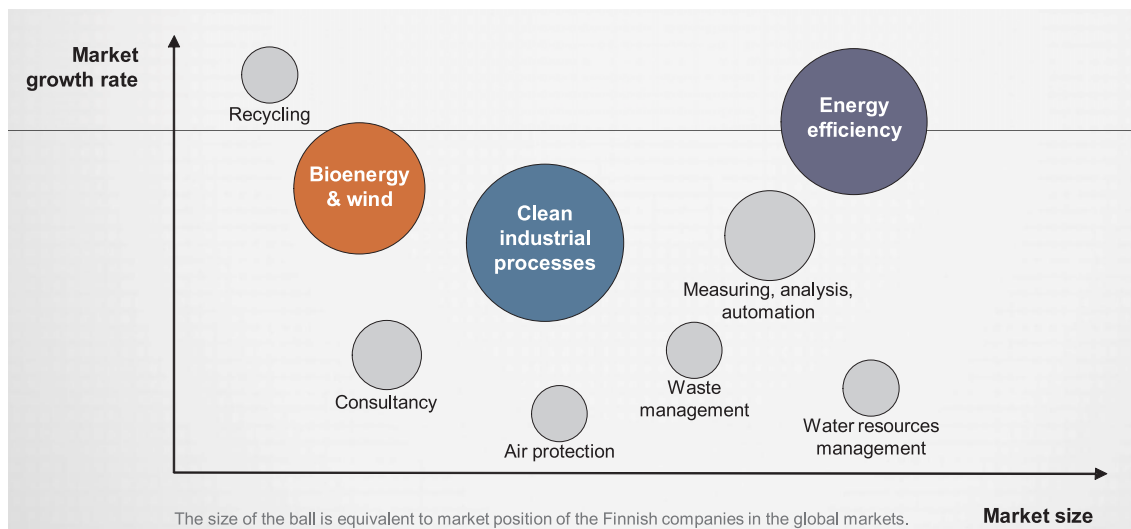 Market
growth rate
Recycling
Energy
efficiency
Bioenergy
& wind
Clean
industrial
processes
Measuring, analysis,
automation
Consultancy
Waste
management
Air protection
Water resources
management
The size of the ball is equivalent to market position of the Finnish companies in the global markets.
Market size